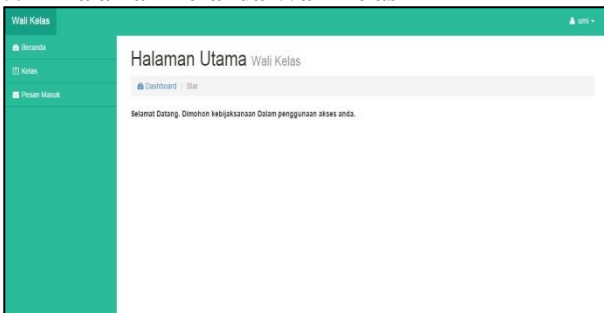 Wali Kelas
umi
Beranda
Halaman Utama Wali Kelas
Kelas
Dashboard / Star
Pesan Masuk
Selamat Datang. Dimohon kebijaksanaan Dalam penggunaan akses anda.